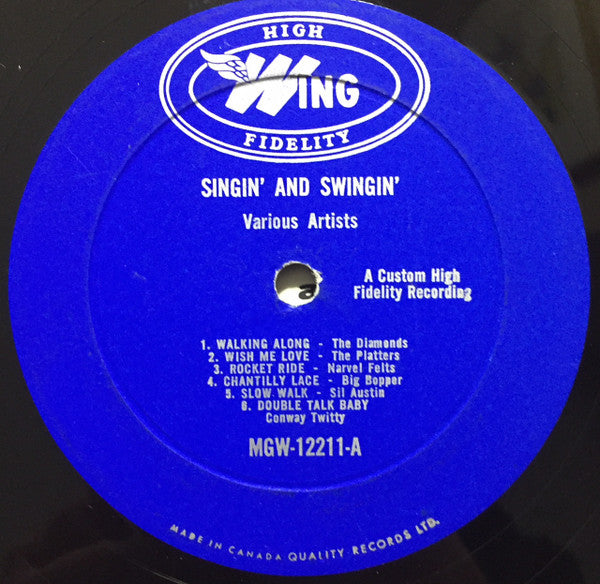 HIGH
WING
FIDELITY
SINGIN' AND SWINGIN'
Various Artists
A Custom High
Fidelity Recording
1. WALKING ALONG - The Diamonds
2. WISH ME LOVE - The Platters
3. ROCKET RIDE - Narvel Felts
4. CHANTILLY LACE - Big Bopper
5. SLOW WALK - Sil Austin
6. DOUBLE TALK BABY
Conway Twitty
MGW-12211-A
MADE IN CANADA QUALITY RECORDS LTD.